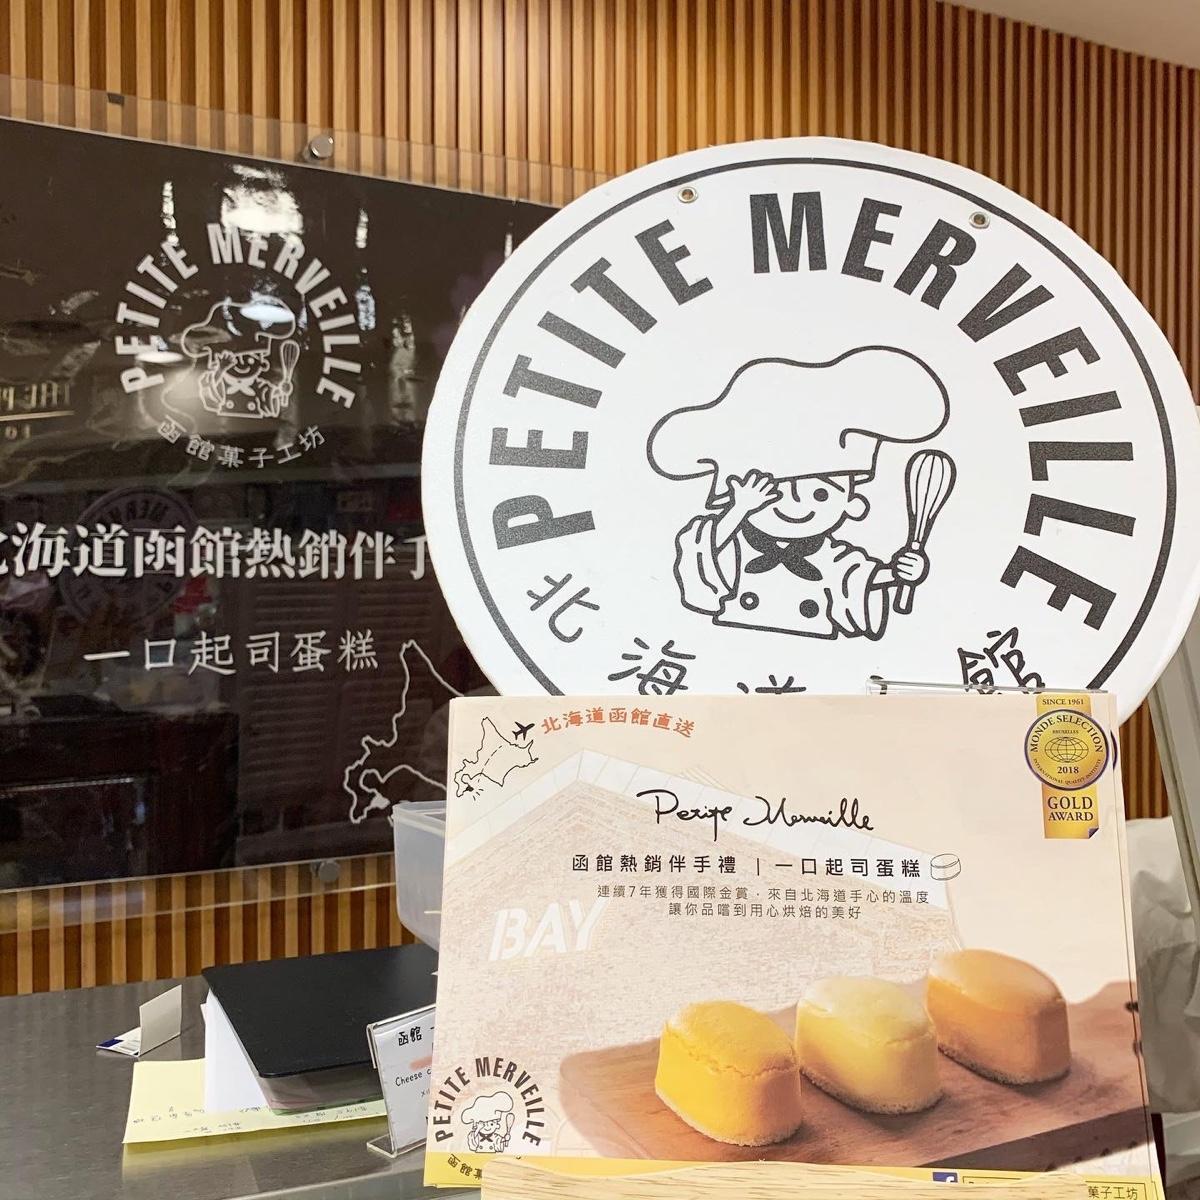 PETITE MERVEILLE
函館菓子工坊
北海道函館熱銷伴手
一口起司蛋糕
PETITE MERVEILLE
北海道 館
北海道函館直送
SINCE 1961
MONDE SELECTION
BRUXELLES
2018
INTERNATIONAL QUALITY INSTITUTE
GOLD
AWARD
Petite Merveille
函館熱銷伴手禮 | 一口起司蛋糕
連續7年獲得國際金賞，來自北海道手心的溫度
讓你品嚐到用心烘焙的美好
BAY
函館
Cheese
PETITE MERVEILLE
菓子工坊